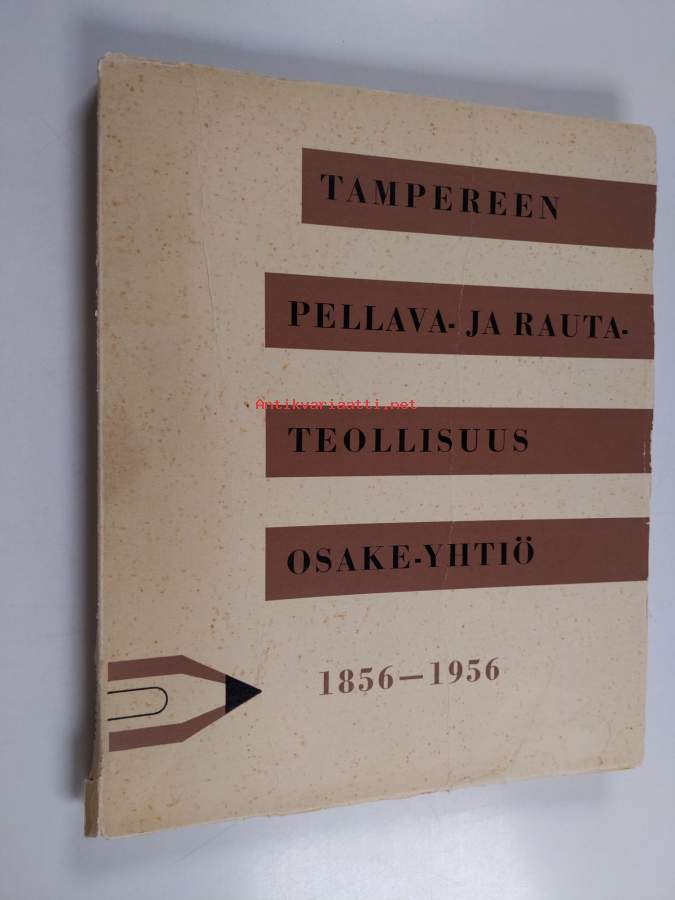 TAMPEREEN
PELLAVA- JA RAUTA-
Antikvariaatti.net
TEOLLISUUS
OSAKE-YHTIÖ
1856—1956